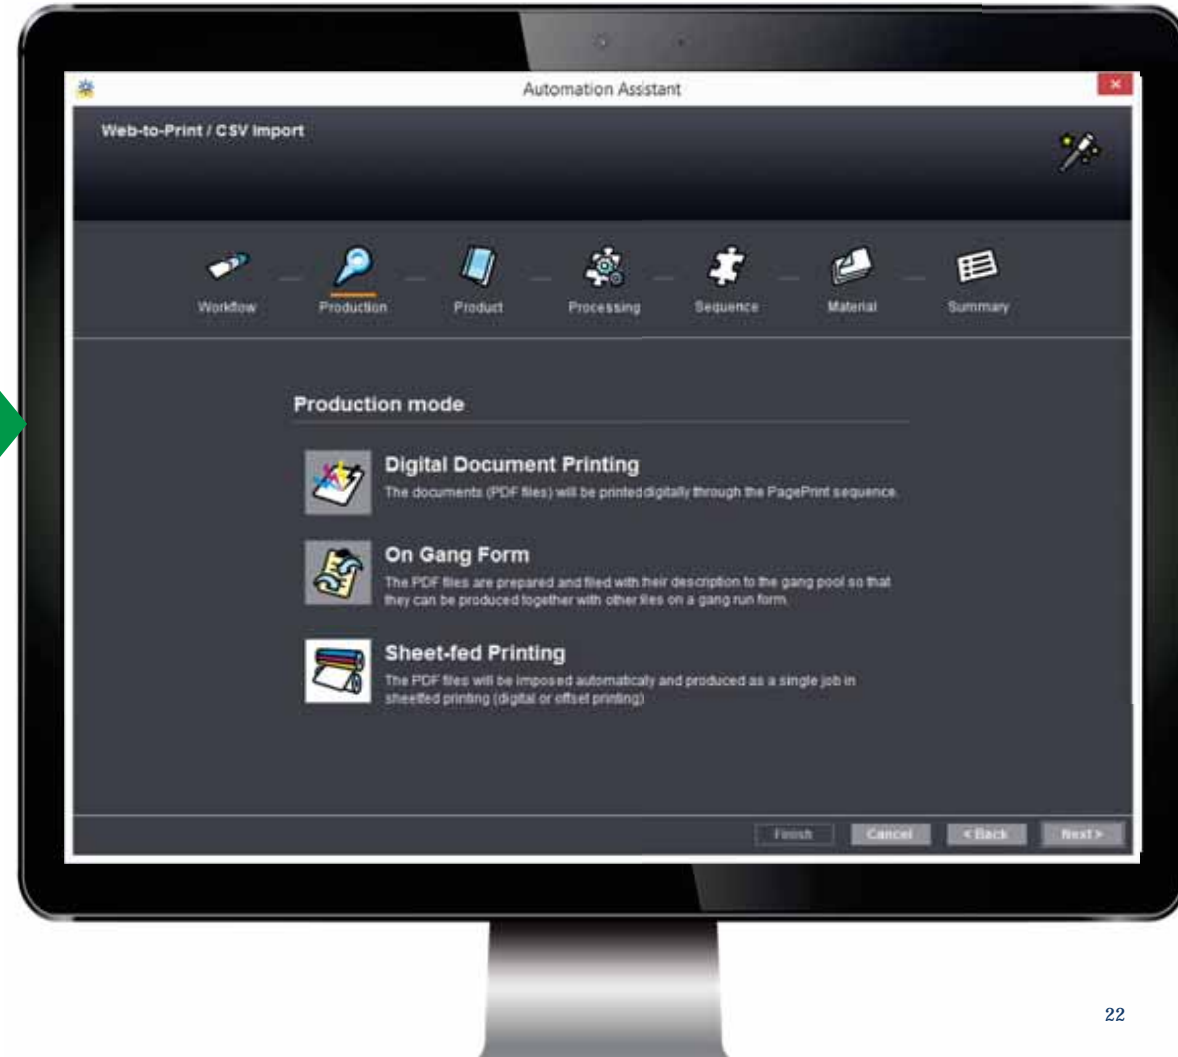 Automation Assistant
Web-to-Print / CSV Import
Workflow
Production
Product
Processing
Sequence
Material
Summary
Production mode
Digital Document Printing
The documents (PDF files) will be printed digitally through the PagePrint sequence.
On Gang Form
The PDF files are prepared and filed with heir description to the gang pool so that
they can be produced together with other files on a gang run form.
Sheet-fed Printing
The PDF files will be imposed automatically and produced as a single job in
sheetfed printing (digital or offset printing)
Finish
Cancel
< Back
Next >
22